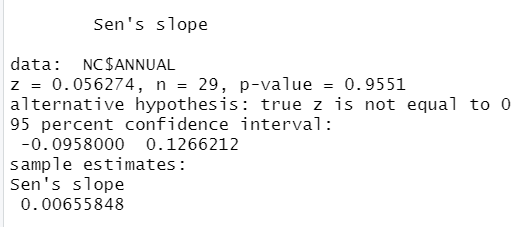 Sen's slope
data:  NC$ANNUAL
z = 0.056274, n = 29, p-value = 0.9551
alternative hypothesis: true z is not equal to 0
95 percent confidence interval:
-0.0958000  0.1266212
sample estimates:
Sen's slope
0.00655848